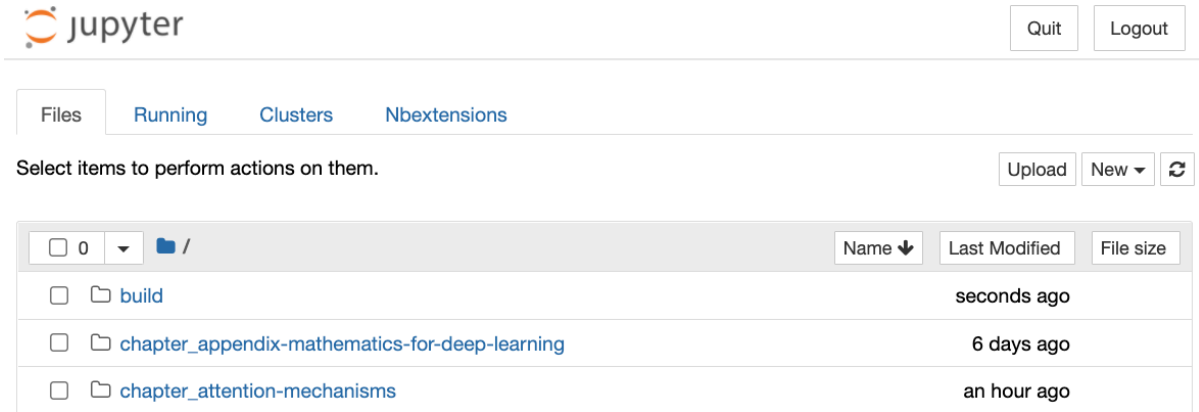 jupyter
Quit Logout
Files Running Clusters Nbextensions
Select items to perform actions on them.
Upload New
0 / Name Last Modified File size
build seconds ago
chapter_appendix-mathematics-for-deep-learning 6 days ago
chapter_attention-mechanisms an hour ago